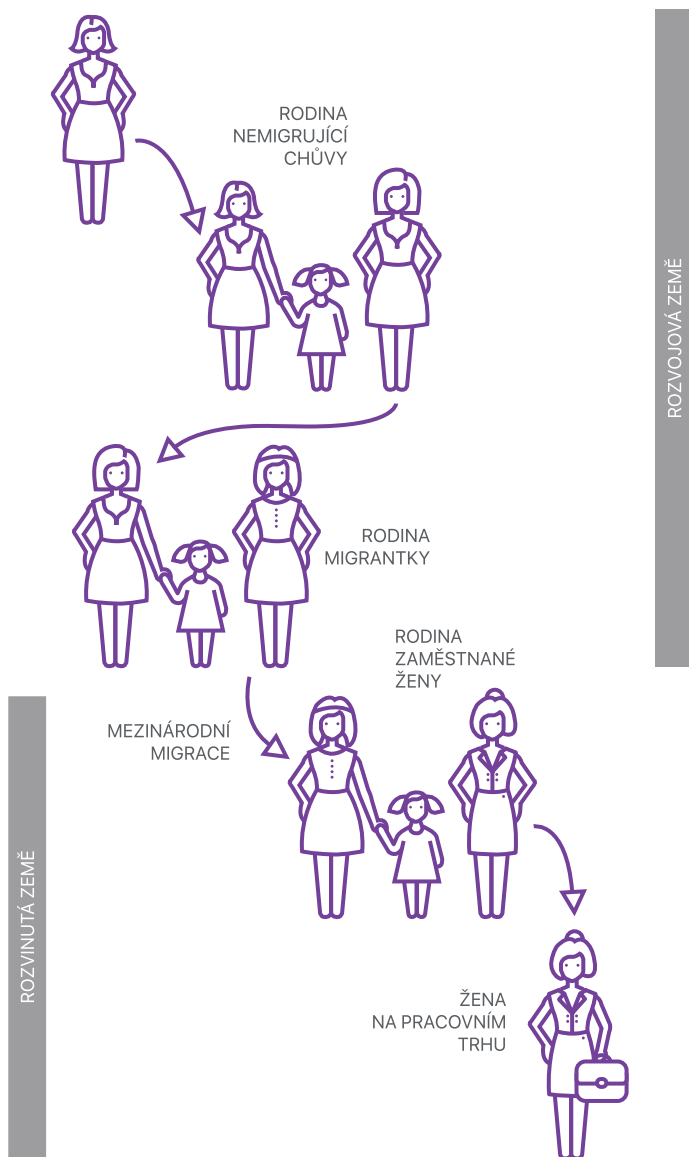 RODINA
NEMIGRUJÍCÍ
CHŮVY
ROZVOJOVÁ ZEMĚ
RODINA
MIGRANTKY
RODINA
ZAMĚSTNANÉ
ŽENY
MEZINÁRODNÍ
MIGRACE
ROZVINUTÁ ZEMĚ
ŽENA
NA PRACOVNÍM
TRHU